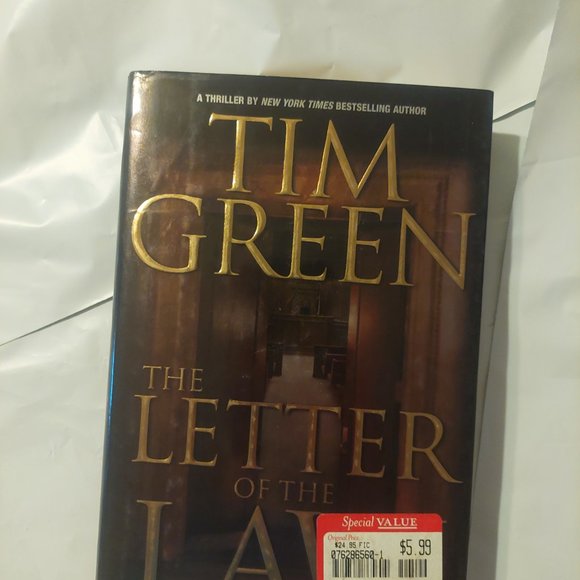 A THRILLER BY NEW YORK TIMES BESTSELLING AUTHOR
TIM
GREEN
THE
LETTER
OF THE
LAW
Special VALUE
Original Price
$24.95 FIC
$5.99
076286560-1